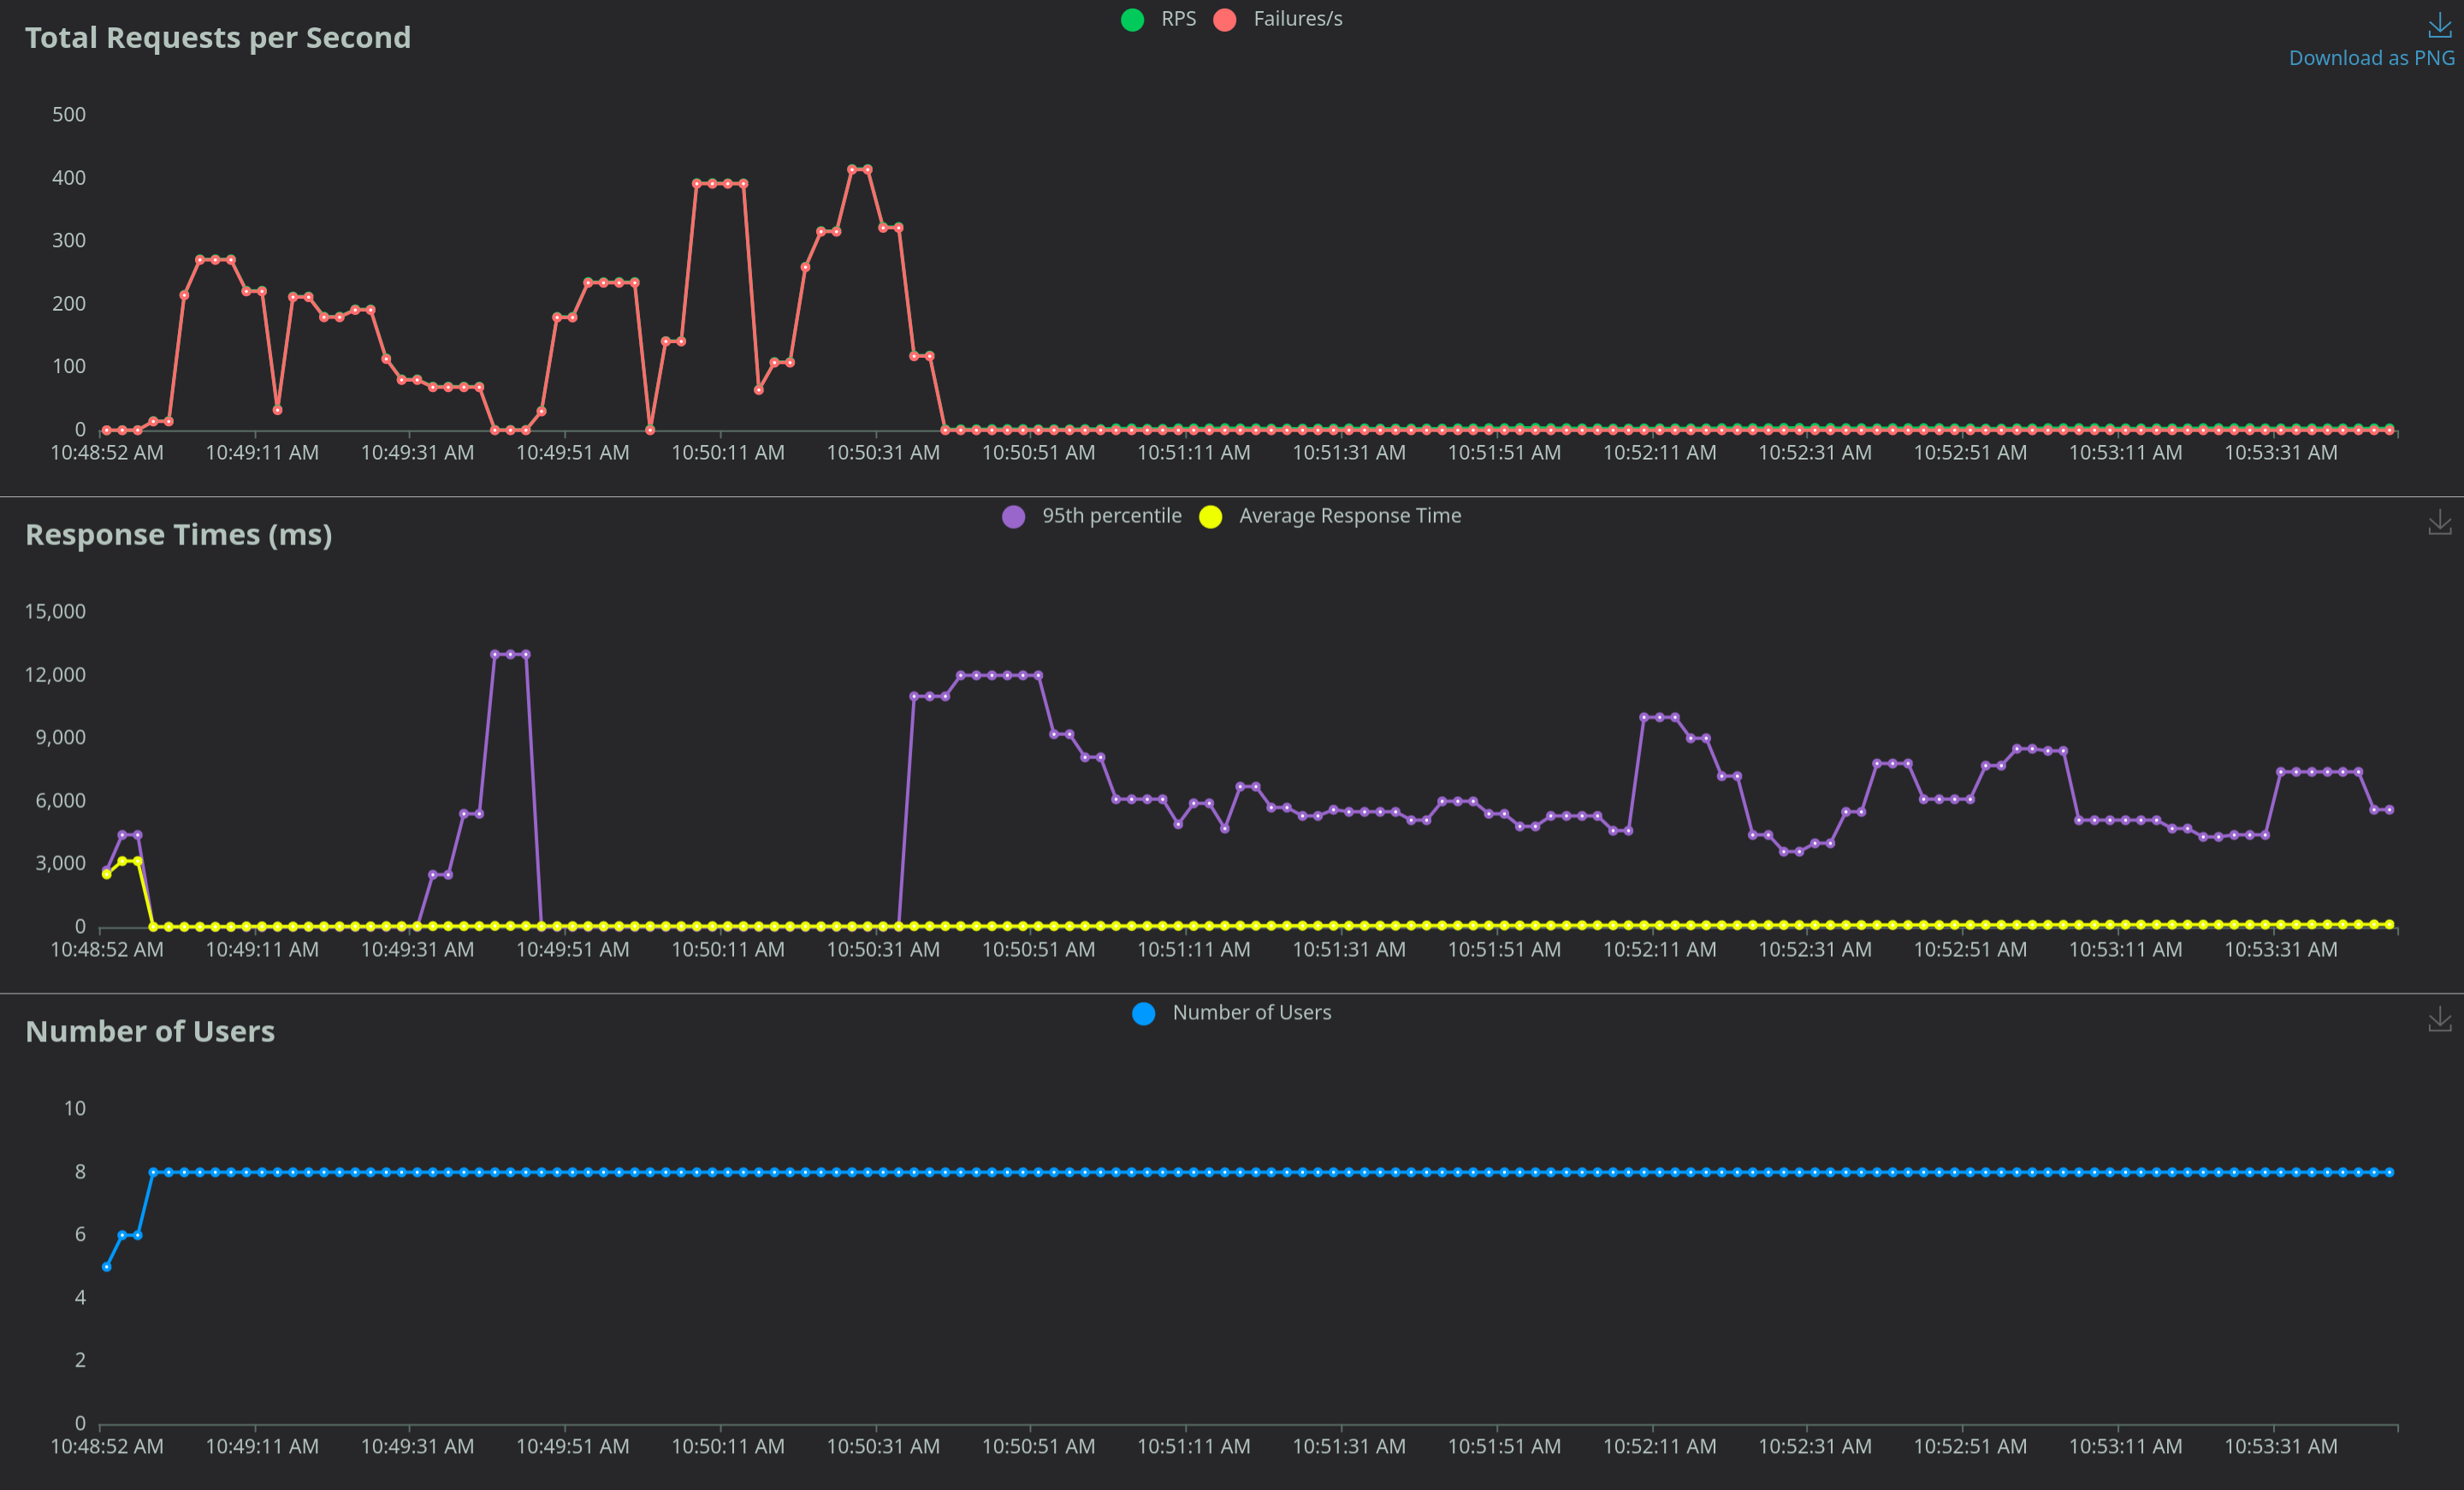 RPS Failures/s
Total Requests per Second
Download as PNG
500
400
300
200
100
0
10:48:52 AM 10:49:11 AM 10:49:31 AM 10:49:51 AM 10:50:11 AM 10:50:31 AM 10:50:51 AM 10:51:11 AM 10:51:31 AM 10:51:51 AM 10:52:11 AM 10:52:31 AM 10:52:51 AM 10:53:11 AM 10:53:31 AM
95th percentile Average Response Time
Response Times (ms)
15,000
12,000
9,000
6,000
3,000
0
10:48:52 AM 10:49:11 AM 10:49:31 AM 10:49:51 AM 10:50:11 AM 10:50:31 AM 10:50:51 AM 10:51:11 AM 10:51:31 AM 10:51:51 AM 10:52:11 AM 10:52:31 AM 10:52:51 AM 10:53:11 AM 10:53:31 AM
Number of Users
Number of Users
10
8
6
4
2
0
10:48:52 AM 10:49:11 AM 10:49:31 AM 10:49:51 AM 10:50:11 AM 10:50:31 AM 10:50:51 AM 10:51:11 AM 10:51:31 AM 10:51:51 AM 10:52:11 AM 10:52:31 AM 10:52:51 AM 10:53:11 AM 10:53:31 AM